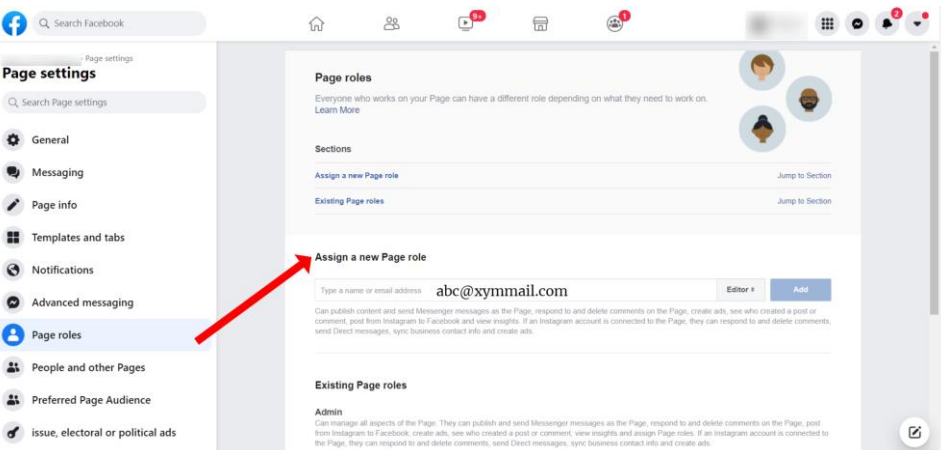 Search Facebook
9+
1
2
Page settings
Page settings
Search Page settings
General
Messaging
Page info
Templates and tabs
Notifications
Advanced messaging
Page roles
People and other Pages
Preferred Page Audience
issue, electoral or political ads
Page roles
Everyone who works on your Page can have a different role depending on what they need to work on.
Learn More
Sections
Assign a new Page role Jump to Section
Existing Page roles Jump to Section
Assign a new Page role
Type a name or email address abc@xymmail.com Editor Add
Can publish content and send Messenger messages as the Page, respond to and delete comments on the Page, create ads, see who created a post or
comment, post from Instagram to Facebook and view insights. If an Instagram account is connected to the Page, they can respond to and delete comments,
send Direct messages, sync business contact info and create ads.
Existing Page roles
Admin
Can manage all aspects of the Page. They can publish and send Messenger messages as the Page, respond to and delete comments on the Page, post
from Instagram to Facebook, create ads, see who created a post or comment, view insights and assign Page roles. If an Instagram account is connected to
the Page, they can respond to and delete comments, send Direct messages, sync business contact info and create ads.